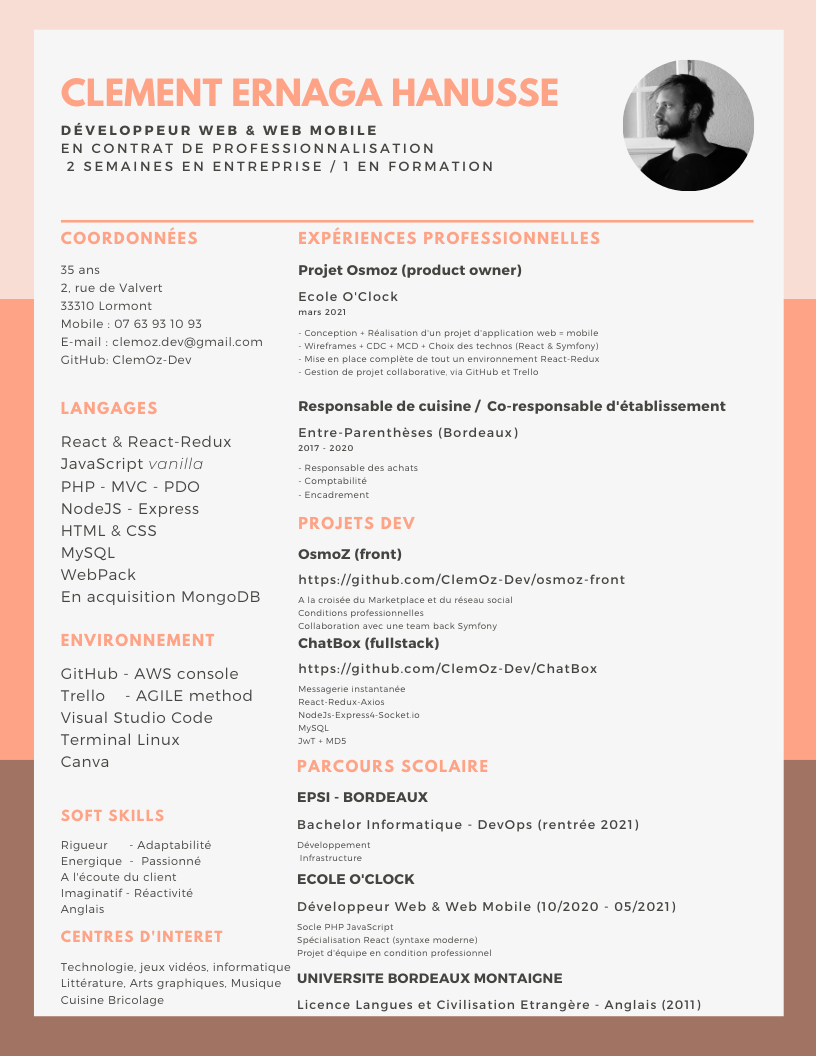 CLEMENT ERNAGA HANUSSE
DÉVELOPPEUR WEB & WEB MOBILE
EN CONTRAT DE PROFESSIONNALISATION
2 SEMAINES EN ENTREPRISE / 1 EN FORMATION
COORDONNÉES
35 ans
2, rue de Valvert
33310 Lormont
Mobile : 07 63 93 10 93
E-mail : clemoz.dev@gmail.com
GitHub: ClemOz-Dev
LANGAGES
React & React-Redux
JavaScript vanilla
PHP - MVC - PDO
NodeJS - Express
HTML & CSS
MySQL
WebPack
En acquisition MongoDB
ENVIRONNEMENT
GitHub - AWS console
Trello - AGILE method
Visual Studio Code
Terminal Linux
Canva
SOFT SKILLS
Rigueur - Adaptabilité
Energique - Passionné
A l'écoute du client
Imaginatif - Réactivité
Anglais
CENTRES D'INTERET
Technologie, jeux vidéos, informatique
Littérature, Arts graphiques, Musique
Cuisine Bricolage
EXPÉRIENCES PROFESSIONNELLES
Projet Osmoz (product owner)
Ecole O'Clock
mars 2021
- Conception + Réalisation d'un projet d'application web = mobile
- Wireframes + CDC + MCD + Choix des technos (React & Symfony)
- Mise en place complète de tout un environnement React-Redux
- Gestion de projet collaborative, via GitHub et Trello
Responsable de cuisine / Co-responsable d'établissement
Entre-Parenthèses (Bordeaux)
2017 - 2020
- Responsable des achats
- Comptabilité
- Encadrement
PROJETS DEV
OsmoZ (front)
https://github.com/ClemOz-Dev/osmoz-front
A la croisée du Marketplace et du réseau social
Conditions professionnelles
Collaboration avec une team back Symfony
ChatBox (fullstack)
https://github.com/ClemOz-Dev/ChatBox
Messagerie instantanée
React-Redux-Axios
NodeJs-Express4-Socket.io
MySQL
JwT + MD5
PARCOURS SCOLAIRE
EPSI - BORDEAUX
Bachelor Informatique - DevOps (rentrée 2021)
Développement
Infrastructure
ECOLE O'CLOCK
Développeur Web & Web Mobile (10/2020 - 05/2021)
Socle PHP JavaScript
Spécialisation React (syntaxe moderne)
Projet d'équipe en condition professionnel
UNIVERSITE BORDEAUX MONTAIGNE
Licence Langues et Civilisation Etrangère - Anglais (2011)